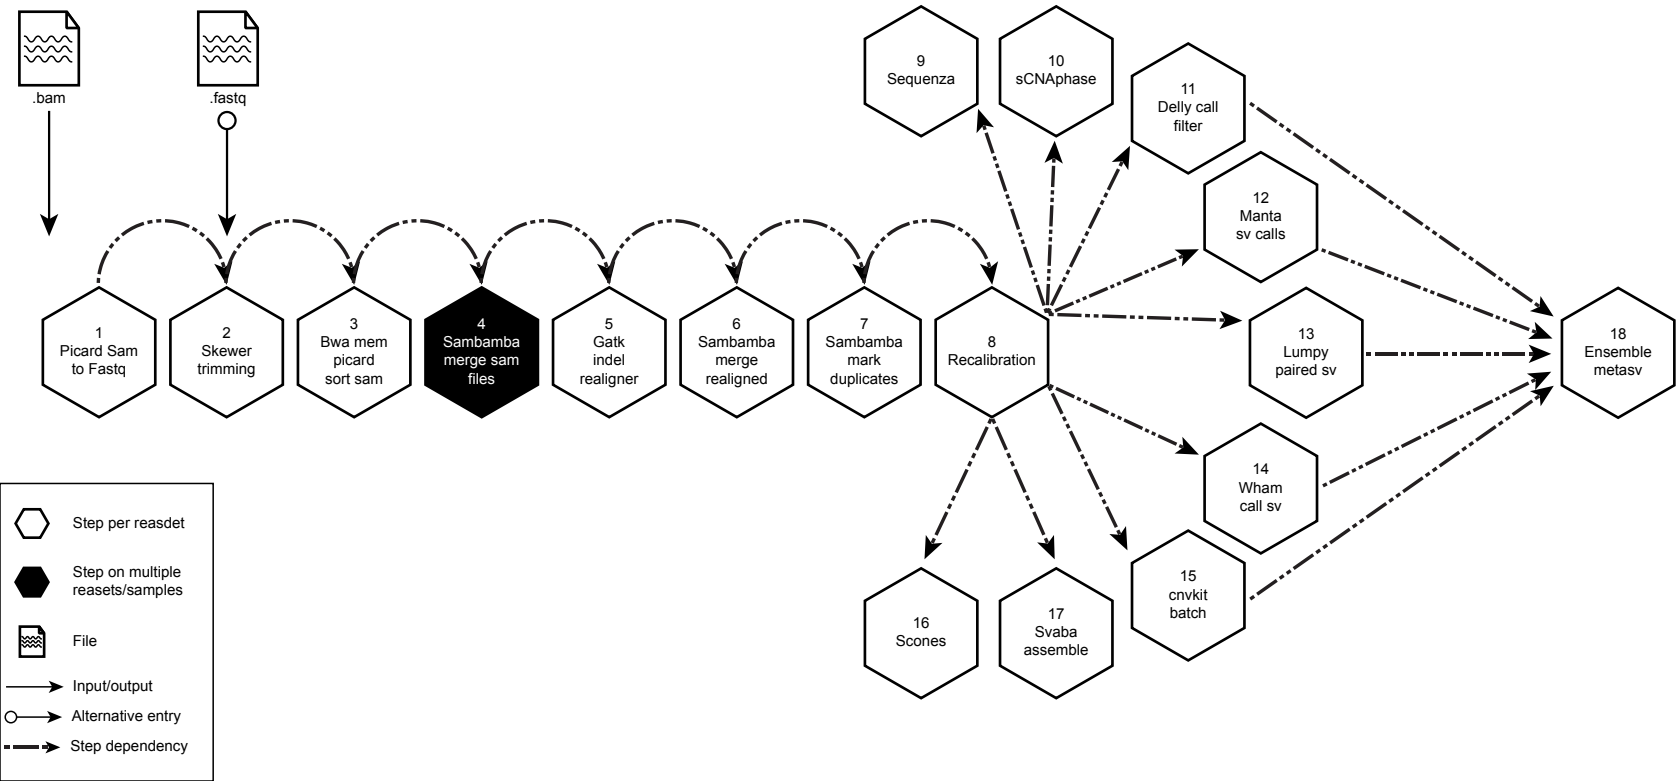 .bam
.fastq
1
Picard Sam
to Fastq
2
Skewer
trimming
3
Bwa mem
picard
sort sam
4
Sambamba
merge sam
files
5
Gatk
indel
realigner
6
Sambamba
merge
realigned
7
Sambamba
mark
duplicates
8
Recalibration
9
Sequenza
10
sCNAphase
11
Delly call
filter
12
Manta
sv calls
13
Lumpy
paired sv
14
Wham
call sv
15
cnvkit
batch
16
Scones
17
Svaba
assemble
18
Ensemble
metasv
Step per reasdet
Step on multiple
reasets/samples
File
Input/output
Alternative entry
Step dependency